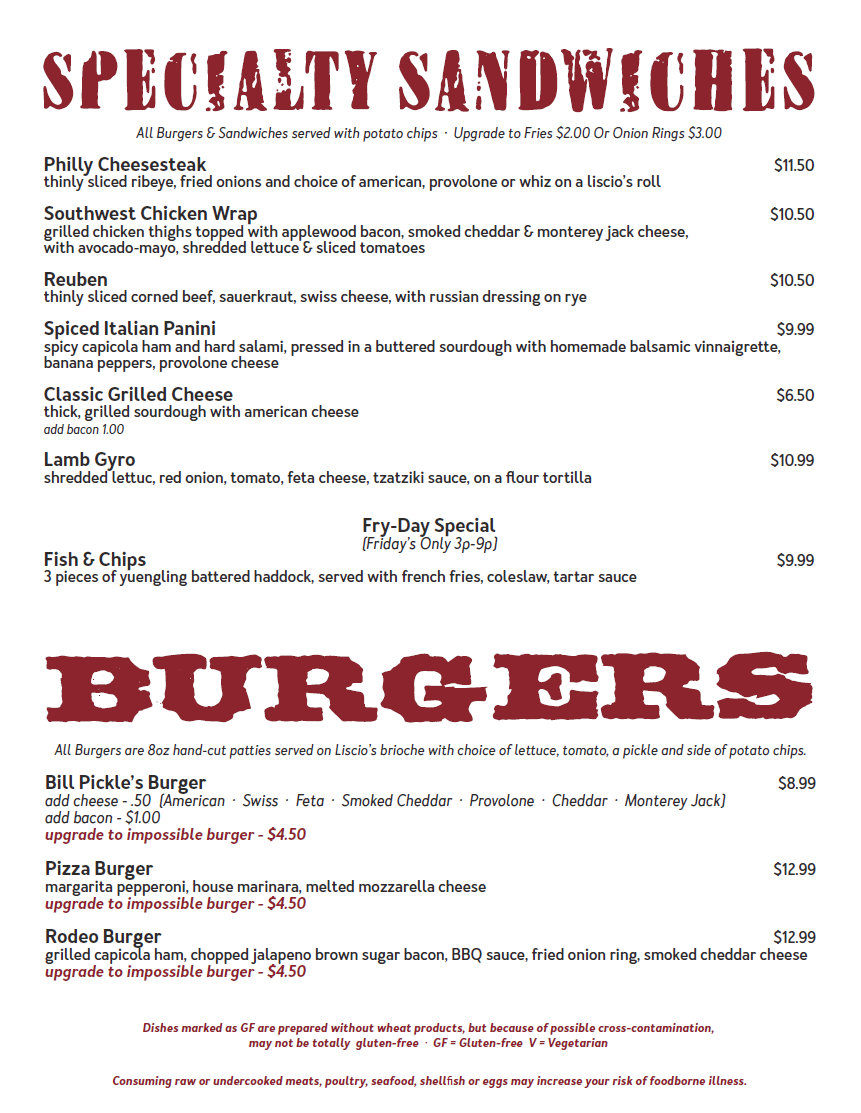 SPECIALTY SANDWICHES
All Burgers & Sandwiches served with potato chips · Upgrade to Fries $2.00 Or Onion Rings $3.00
Philly Cheesesteak $11.50
thinly sliced ribeye, fried onions and choice of american, provolone or whiz on a liscio's roll
Southwest Chicken Wrap $10.50
grilled chicken thighs topped with applewood bacon, smoked cheddar & monterey jack cheese,
with avocado-mayo, shredded lettuce & sliced tomatoes
Reuben $10.50
thinly sliced corned beef, sauerkraut, swiss cheese, with russian dressing on rye
Spiced Italian Panini $9.99
spicy capicola ham and hard salami, pressed in a buttered sourdough with homemade balsamic vinnaigrette,
banana peppers, provolone cheese
Classic Grilled Cheese $6.50
thick, grilled sourdough with american cheese
add bacon 1.00
Lamb Gyro $10.99
shredded lettuc, red onion, tomato, feta cheese, tzatziki sauce, on a flour tortilla
Fry-Day Special
(Friday's Only 3p-9p)
Fish & Chips $9.99
3 pieces of yuengling battered haddock, served with french fries, coleslaw, tartar sauce
BURGERS
All Burgers are 8oz hand-cut patties served on Liscio's brioche with choice of lettuce, tomato, a pickle and side of potato chips.
Bill Pickle's Burger $8.99
add cheese - .50 (American · Swiss · Feta · Smoked Cheddar · Provolone · Cheddar · Monterey Jack)
add bacon - $1.00
upgrade to impossible burger - $4.50
Pizza Burger $12.99
margarita pepperoni, house marinara, melted mozzarella cheese
upgrade to impossible burger - $4.50
Rodeo Burger $12.99
grilled capicola ham, chopped jalapeno brown sugar bacon, BBQ sauce, fried onion ring, smoked cheddar cheese
upgrade to impossible burger - $4.50
Dishes marked as GF are prepared without wheat products, but because of possible cross-contamination,
may not be totally gluten-free · GF = Gluten-free V = Vegetarian
Consuming raw or undercooked meats, poultry, seafood, shellfish or eggs may increase your risk of foodborne illness.